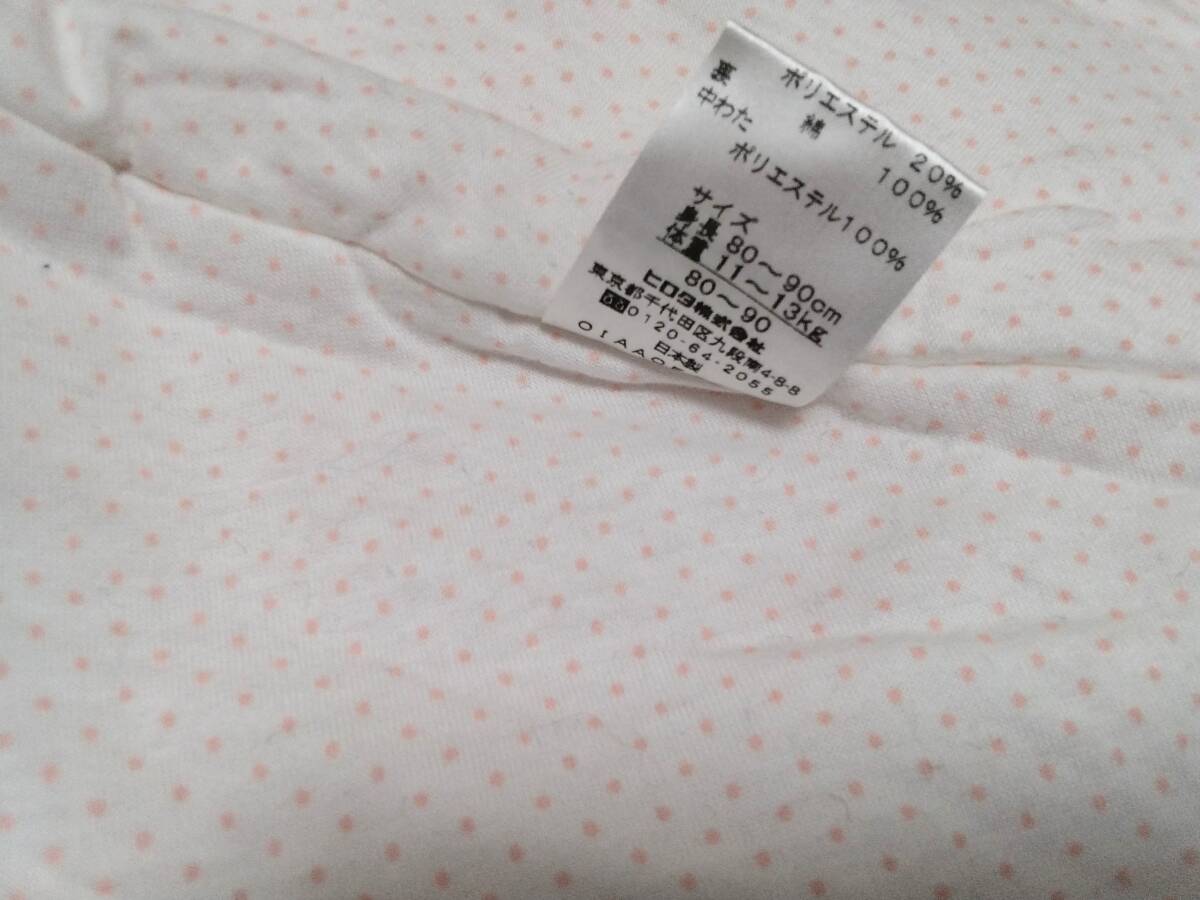 ポリエステル 20%
裏 綿 100%
中わた ポリエステル100%
サイズ
身長 80～90cm
体重 11～13kg
80～90
ヒロタ株式会社
東京都千代田区九段南4-8-8
0120-64-2055
日本製